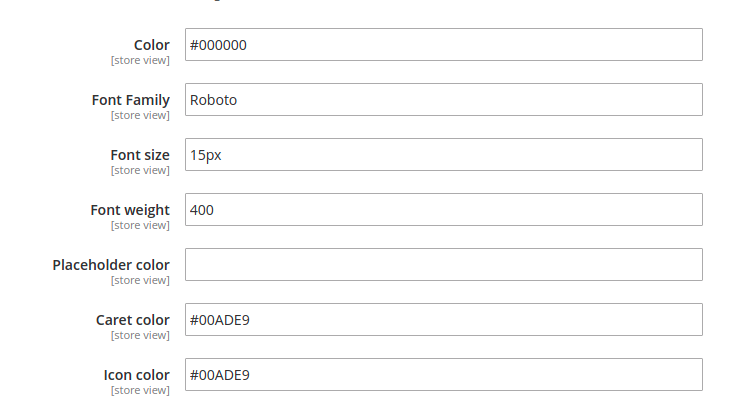 Color
#000000
[store view]
Font Family
Roboto
[store view]
Font size
15px
[store view]
Font weight
400
[store view]
Placeholder color
[store view]
Caret color
#00ADE9
[store view]
Icon color
#00ADE9
[store view]